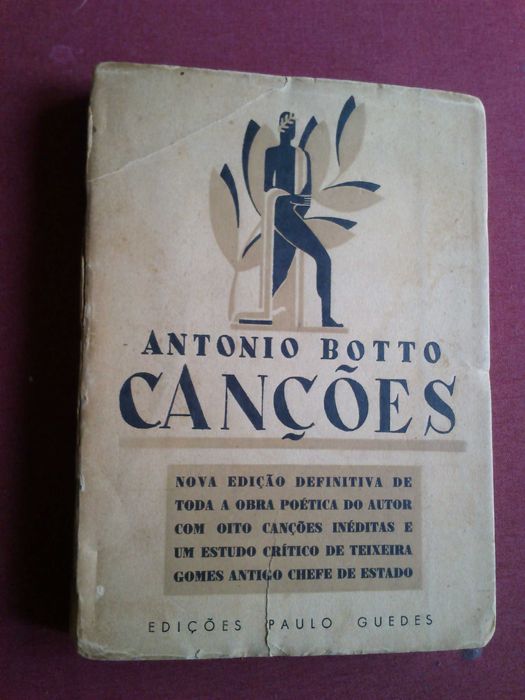 ANTONIO BOTTO
CANÇÕES
NOVA EDIÇÃO DEFINITIVA DE
TODA A OBRA POÉTICA DO AUTOR
COM OITO CANÇÕES INÉDITAS E
UM ESTUDO CRÍTICO DE TEIXEIRA
GOMES ANTIGO CHEFE DE ESTADO
EDIÇÕES PAULO GUEDES